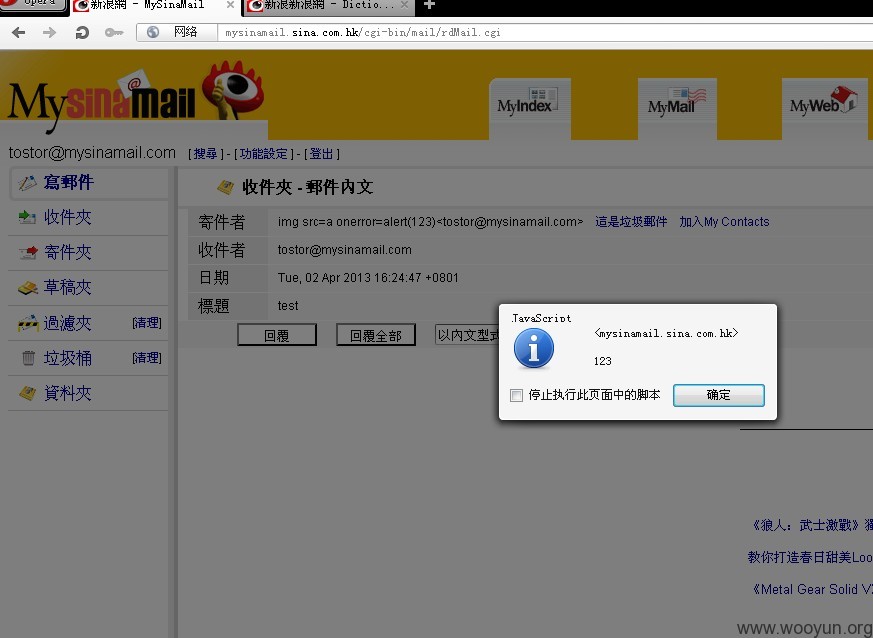 Opera
新浪網 - MySinaMail
新浪新浪網 - Dictio...
网络 mysinamail.sina.com.hk/cgi-bin/mail/rdMail.cgi
Mysinamail
MyIndex MyMail MyWeb
tostor@mysinamail.com [搜尋] - [功能設定] - [登出]
寫郵件
收件夾
寄件夾
草稿夾
過濾夾 [清理]
垃圾桶 [清理]
資料夾
收件夾 - 郵件內文
寄件者 img src=a onerror=alert(123)<tostor@mysinamail.com> 這是垃圾郵件 加入My Contacts
收件者 tostor@mysinamail.com
日期 Tue, 02 Apr 2013 16:24:47 +0801
標題 test
回覆 回覆全部 以內文型式
JavaScript
<mysinamail.sina.com.hk>
123
停止执行此页面中的脚本 确定
《狼人：武士激戰》
教你打造春日甜美Loo
《Metal Gear Solid V
www.wooyun.org